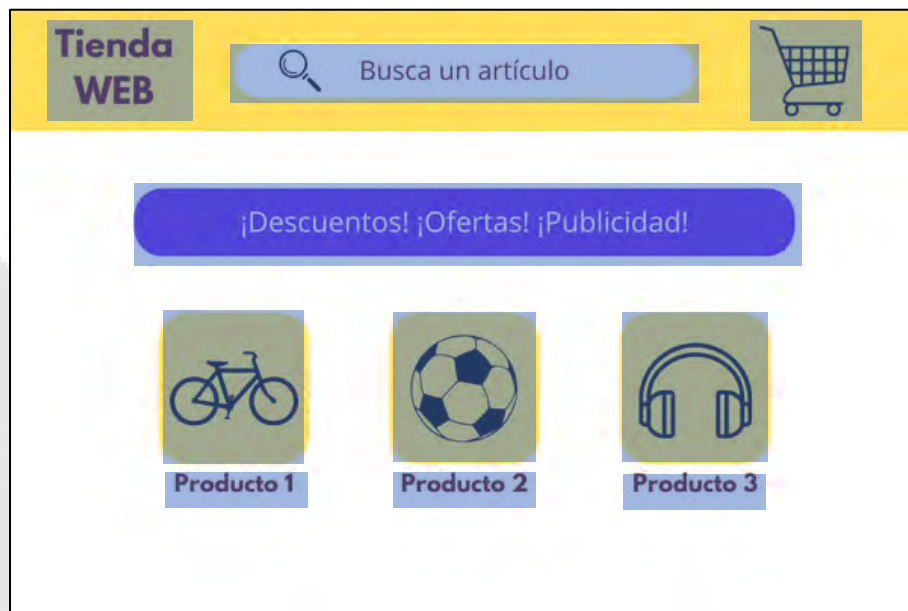 Tienda
WEB
Busca un artículo
¡Descuentos! ¡Ofertas! ¡Publicidad!
Producto 1
Producto 2
Producto 3